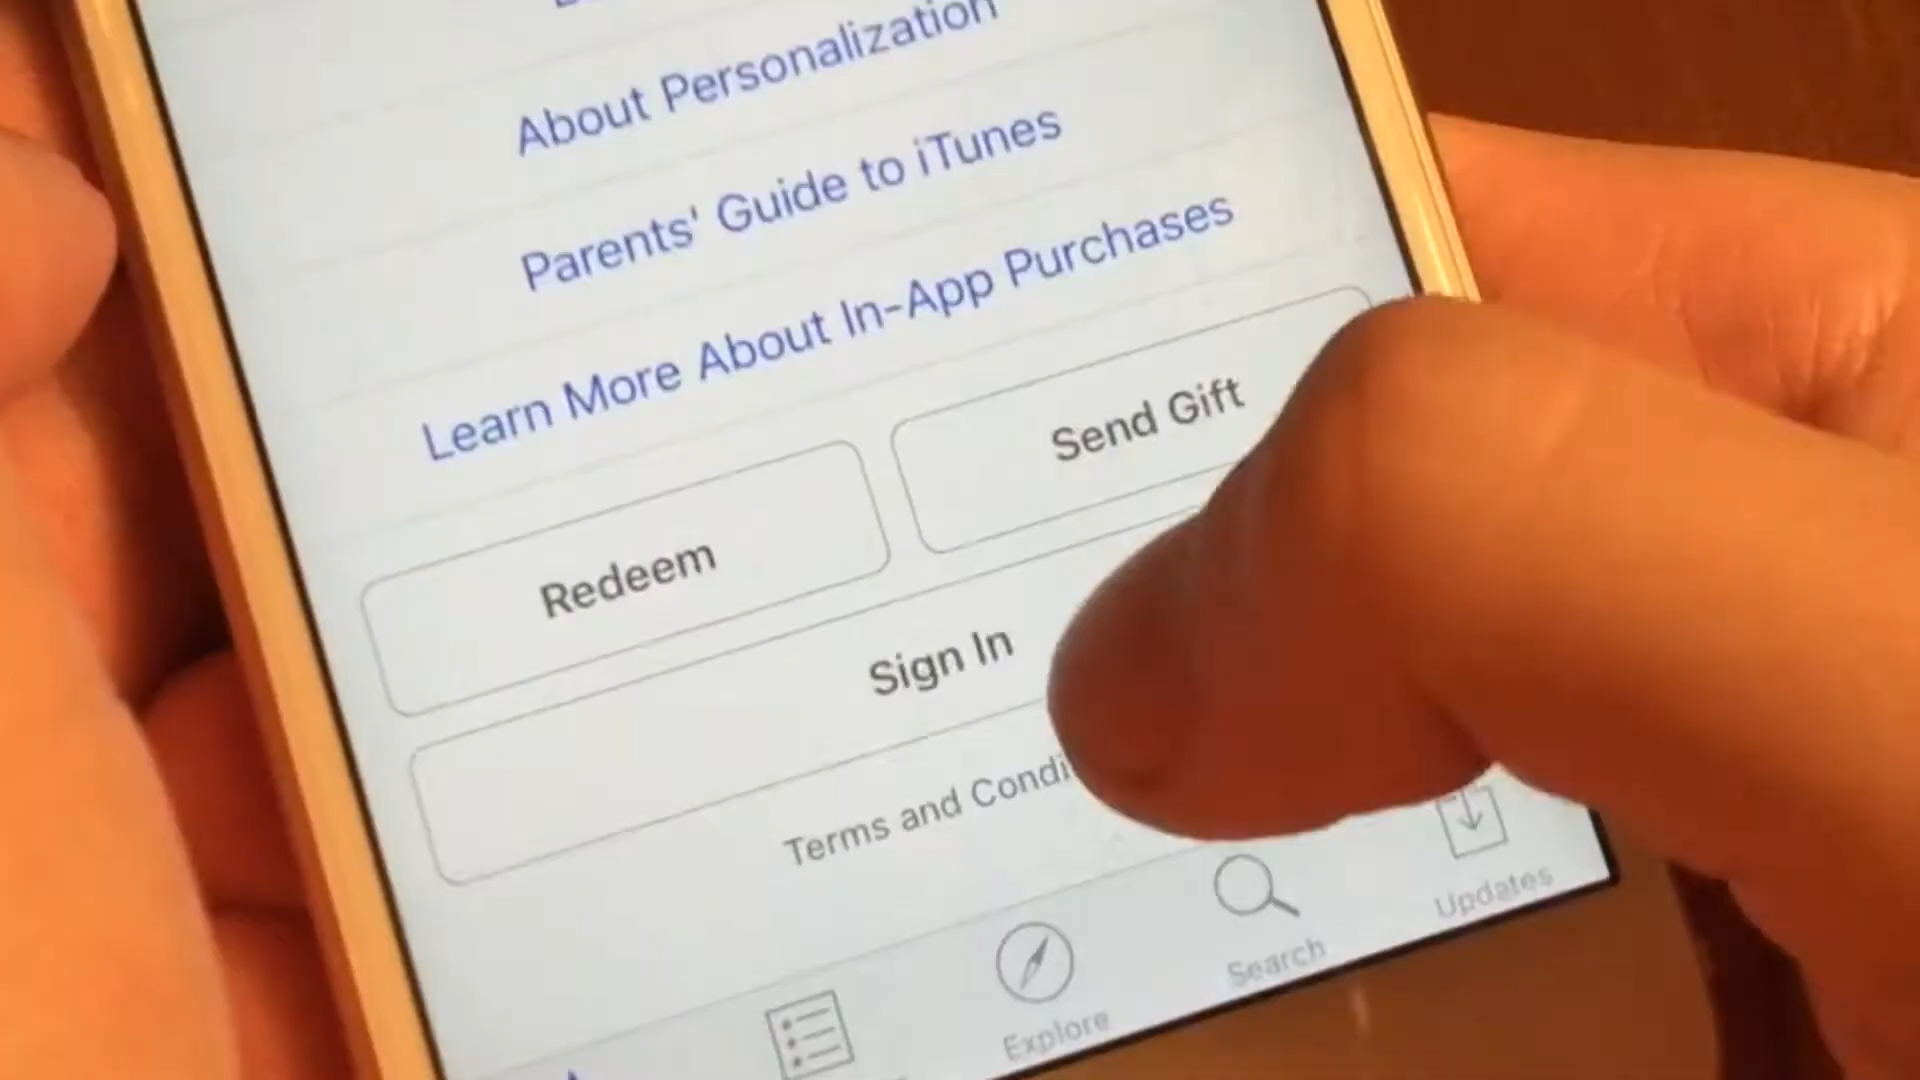 About Personalization
Parents' Guide to iTunes
Learn More About In-App Purchases
Send Gift
Redeem
Sign In
Terms and
Updates
Search
Explore